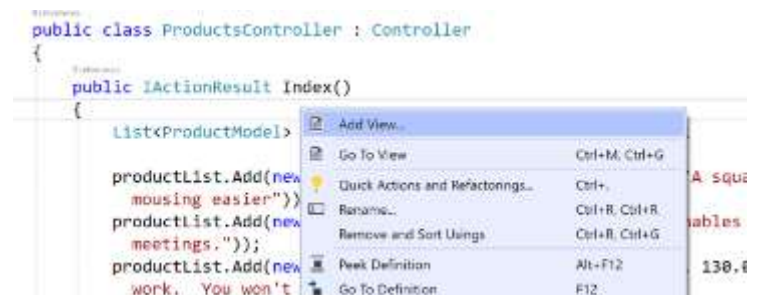 public class ProductsController : Controller
{
public IActionResult Index()
{
List<ProductModel>
Add View...
Go To View Ctrl+M, Ctrl+G
productList.Add(new "A squa
Quick Actions and Refactorings... Ctrl+.
mousing easier"))
Rename... Ctrl+R, Ctrl+R
productList.Add(new ables
Remove and Sort Usings Ctrl+R, Ctrl+G
meetings."));
productList.Add(new Peek Definition Alt+F12 130.0
work. You won't Go To Definition F12